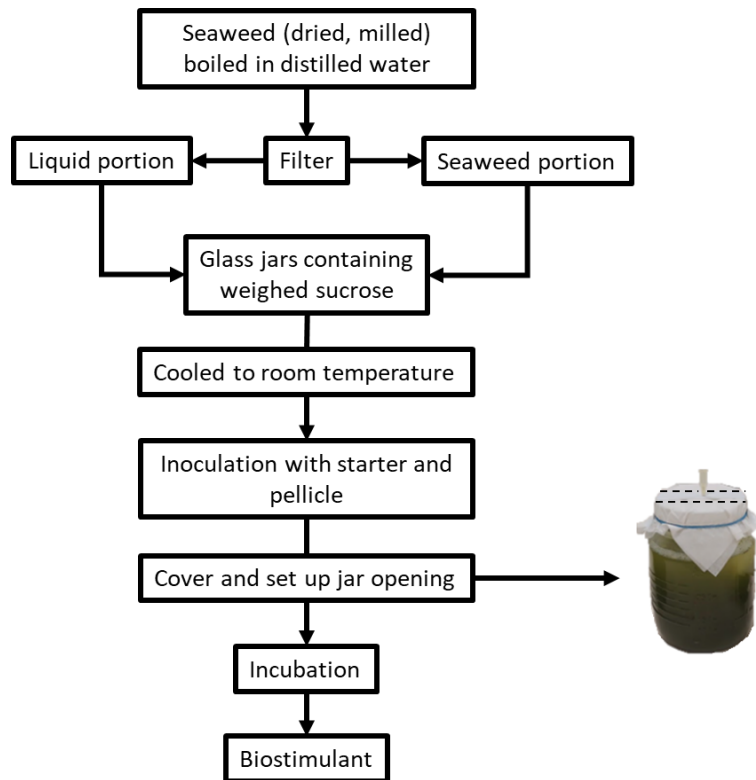 Seaweed (dried, milled)
boiled in distilled water
Liquid portion
Filter
Seaweed portion
Glass jars containing
weighed sucrose
Cooled to room temperature
Inoculation with starter and
pellicle
Cover and set up jar opening
Incubation
Biostimulant